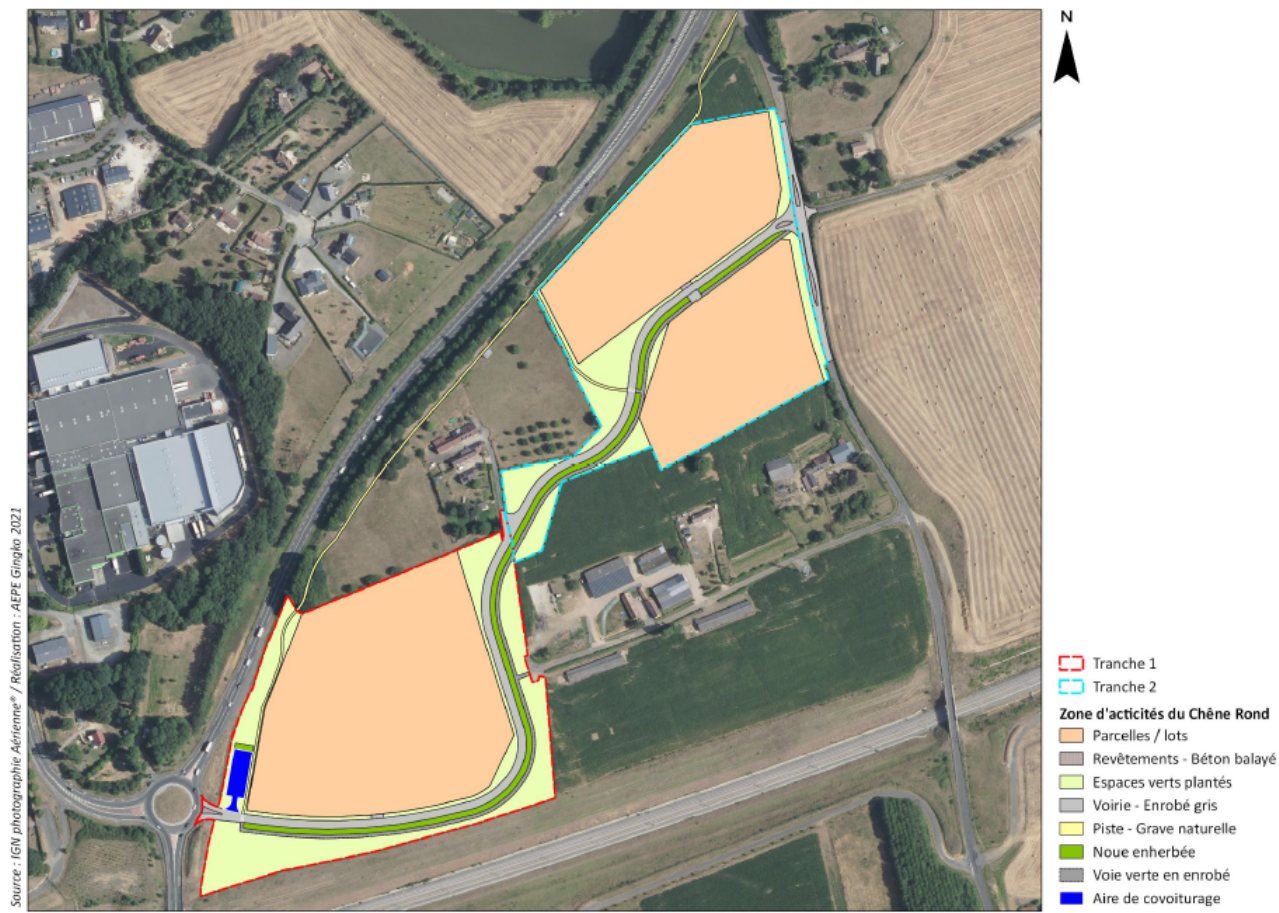 N
Source : IGN photographie Aérienne® / Réalisation : AEPE Gingko 2021
Tranche 1
Tranche 2
Zone d'acticités du Chêne Rond
Parcelles / lots
Revêtements - Béton balayé
Espaces verts plantés
Voirie - Enrobé gris
Piste - Grave naturelle
Noue enherbée
Voie verte en enrobé
Aire de covoiturage